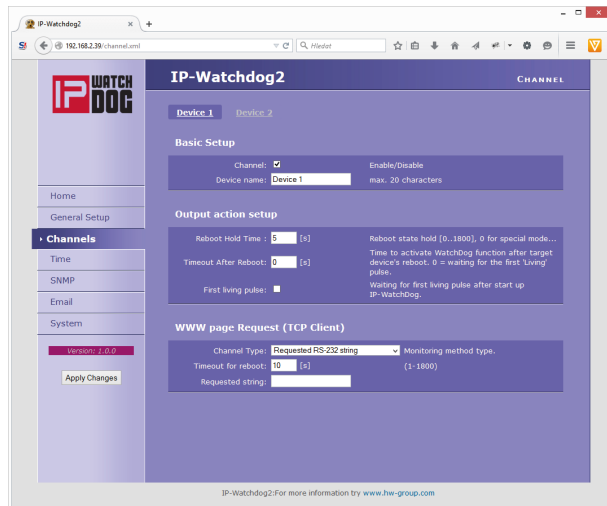 IP-Watchdog2
192.168.2.39/channel.xml
Hledat
IP WATCH DOG
IP-Watchdog2
CHANNEL
Device 1
Device 2
Basic Setup
Channel:
Enable/Disable
Device name:
Device 1
max. 20 characters
Home
General Setup
Channels
Time
SNMP
Email
System
Version: 1.0.0
Apply Changes
Output action setup
Reboot Hold Time :
5
[s]
Reboot state hold [0..1800], 0 for special mode...
Timeout After Reboot:
0
[s]
Time to activate WatchDog function after target
device's reboot. 0 = waiting for the first 'Living'
pulse.
First living pulse:
Waiting for first living pulse after start up
IP-WatchDog.
WWW page Request (TCP Client)
Channel Type:
Requested RS-232 string
Monitoring method type.
Timeout for reboot:
10
[s]
(1-1800)
Requested string:
IP-Watchdog2:For more information try www.hw-group.com